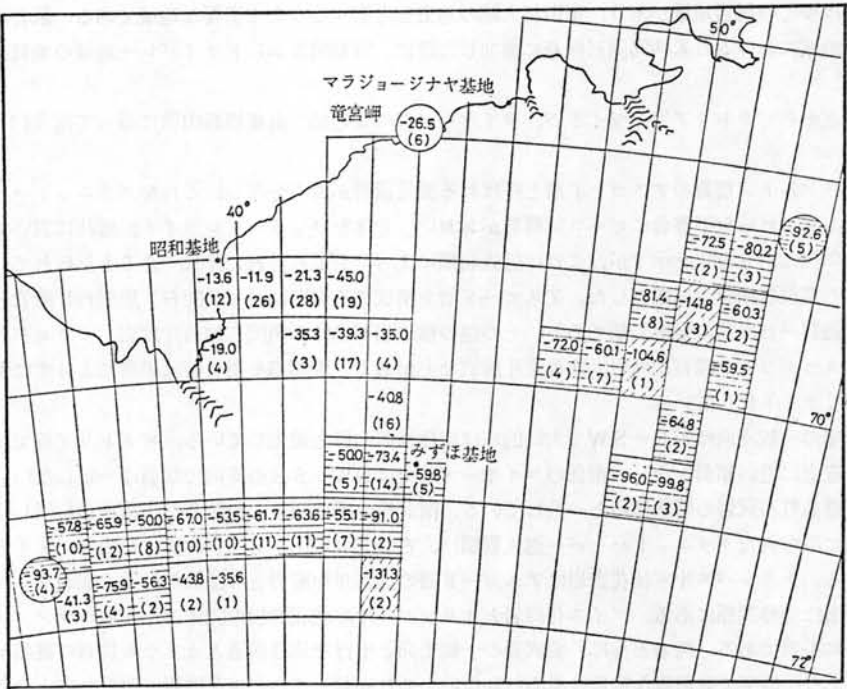 50°
マラジョージナヤ基地
竜宮岬
-26.5
(6)
40°
昭和基地
-92.6
(5)
-72.5 -80.2
(2) (3)
-13.6 -11.9 -21.3 -45.0
(12) (26) (28) (19)
-81.4 -141.8 -60.3
(8) (3) (2)
-19.0 -35.3 -39.3 -35.0
(4) (3) (17) (4)
-72.0 -60.1 -104.6 -59.5
(4) (7) (1) (1)
70°
-40.8
(16)
-64.8
(2)
-50.0 -73.4 みずほ基地
(5) (14) -59.8
(5)
-96.0 -99.8
(2) (3)
-57.8 -65.9 -50.0 -67.0 -53.5 -61.7 -63.6 -55.1 -91.0
(10) (12) (8) (10) (10) (11) (11) (7) (2)
-93.7
(4)
-41.3 -75.9 -56.3 -43.8 -35.6 -131.3
(3) (4) (2) (2) (1) (2)
72°